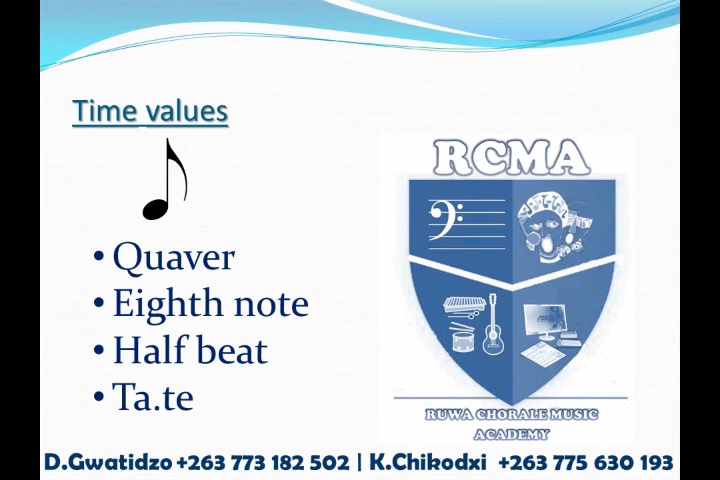 Time values
• Quaver
• Eighth note
• Half beat
• Ta.te
RCMA
RUWA CHORALE MUSIC
ACADEMY
D.Gwatidzo +263 773 182 502 | K.Chikodxi +263 775 630 193